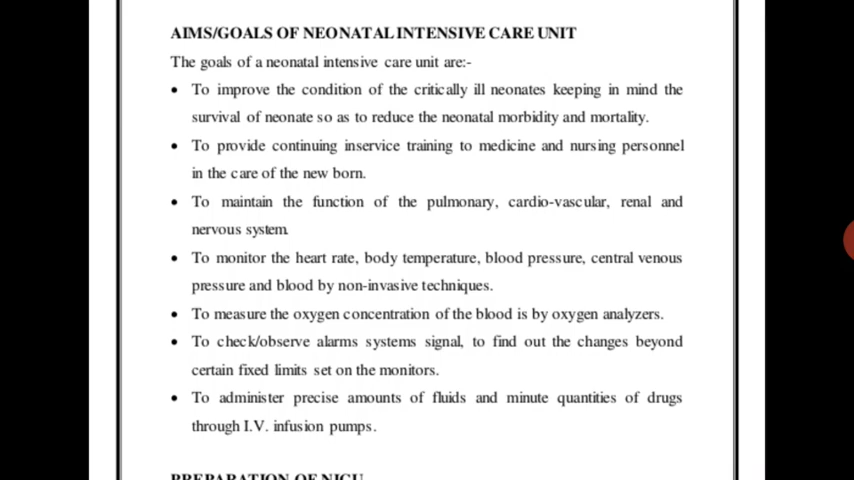 AIMS/GOALS OF NEONATAL INTENSIVE CARE UNIT
The goals of a neonatal intensive care unit are:-
• To improve the condition of the critically ill neonates keeping in mind the
survival of neonate so as to reduce the neonatal morbidity and mortality.
• To provide continuing inservice training to medicine and nursing personnel
in the care of the new born.
• To maintain the function of the pulmonary, cardio-vascular, renal and
nervous system.
• To monitor the heart rate, body temperature, blood pressure, central venous
pressure and blood by non-invasive techniques.
• To measure the oxygen concentration of the blood is by oxygen analyzers.
• To check/observe alarms systems signal, to find out the changes beyond
certain fixed limits set on the monitors.
• To administer precise amounts of fluids and minute quantities of drugs
through I.V. infusion pumps.
PREPARATION OF NICU